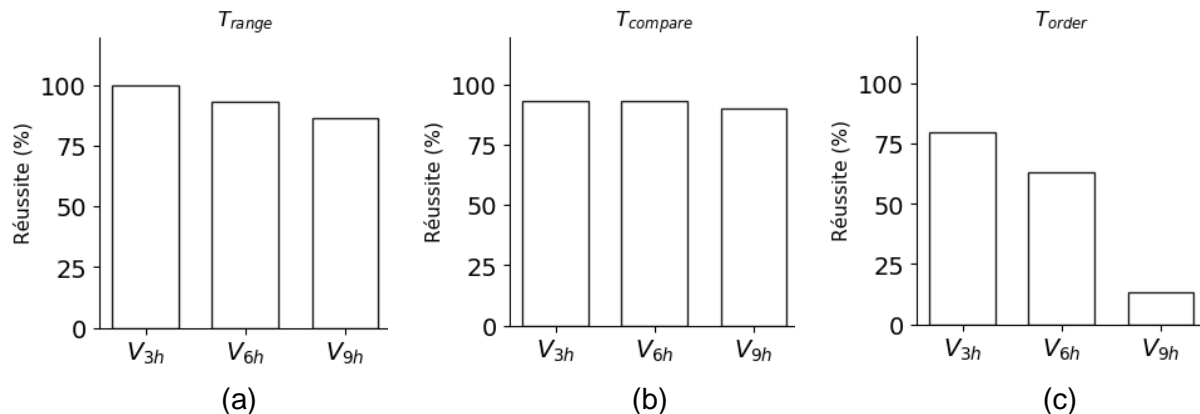 T_range
Réussite (%)
100
75
50
25
0
V_3h V_6h V_9h
(a)
T_compare
Réussite (%)
100
75
50
25
0
V_3h V_6h V_9h
(b)
T_order
Réussite (%)
100
75
50
25
0
V_3h V_6h V_9h
(c)